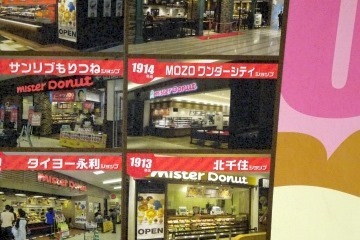 OPEN
サンリブもりつね ショップ
1914 MOZO ワンダーシティ ショップ
mister Donut
mister Donut
タイヨー永利 ショップ
1913 北千住 ショップ
mister Donut
mister Donut
OPEN